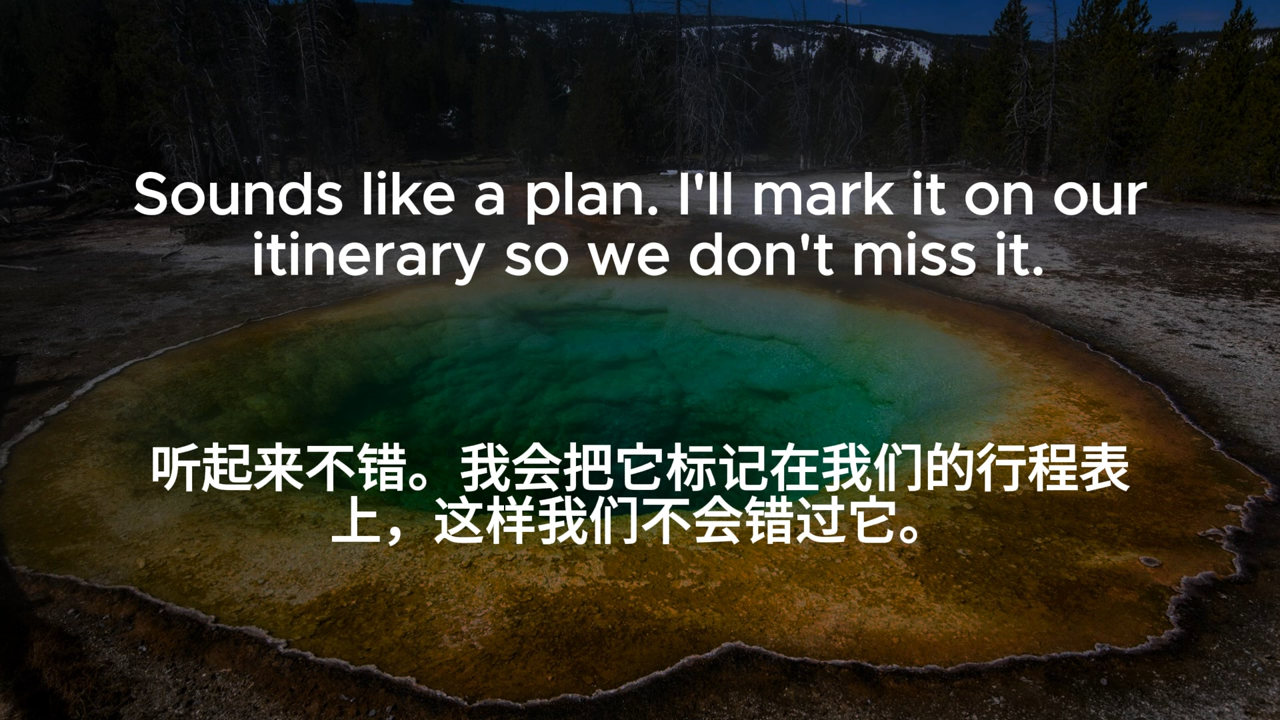 Sounds like a plan. I'll mark it on our
itinerary so we don't miss it.
听起来不错。我会把它标记在我们的行程表
上，这样我们不会错过它。